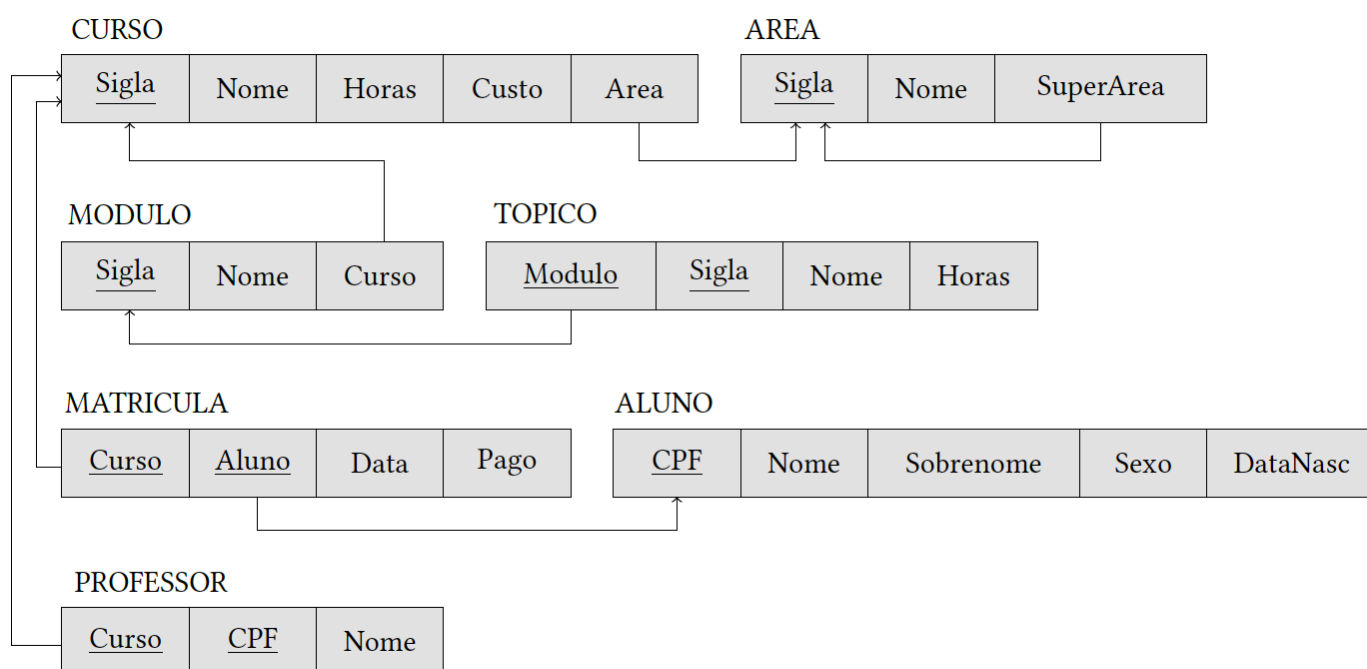 CURSO
AREA
Sigla Nome Horas Custo Area
Sigla Nome SuperArea
MODULO
TOPICO
Sigla Nome Curso
Modulo Sigla Nome Horas
MATRICULA
ALUNO
Curso Aluno Data Pago
CPF Nome Sobrenome Sexo DataNasc
PROFESSOR
Curso CPF Nome